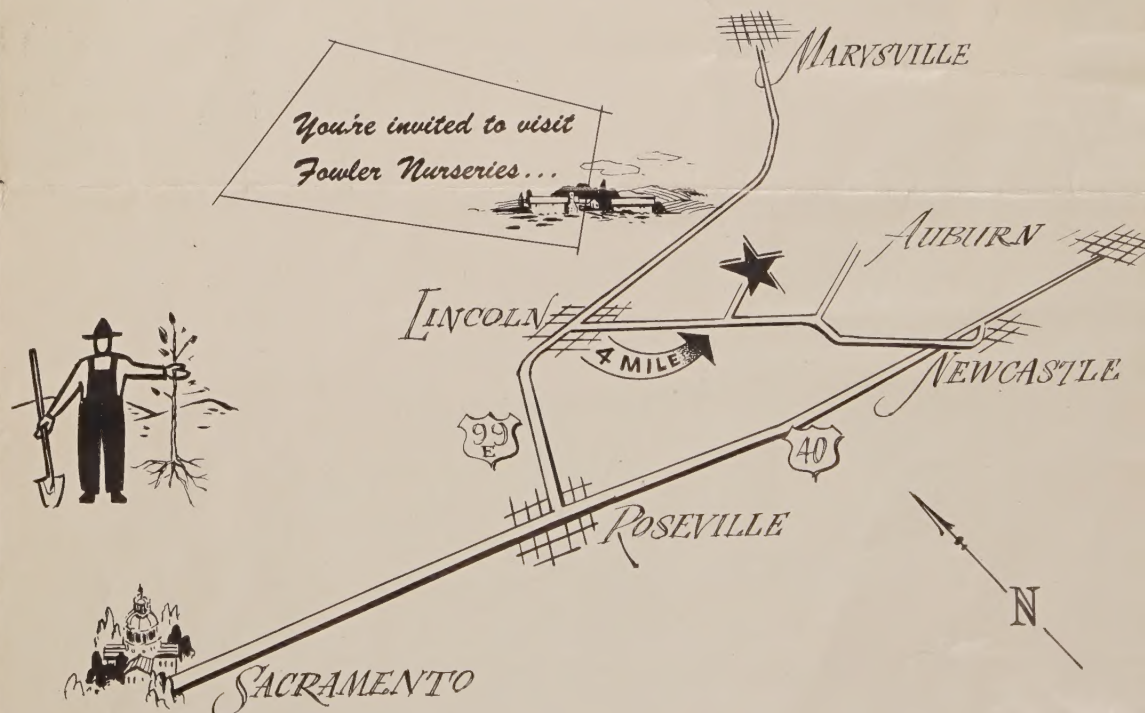 MARYSVILLE
You're invited to visit
Fowler Nurseries...
AUBURN
LINCOLN
4 MILES
NEWCASTLE
99
E
40
ROSEVILLE
N
SACRAMENTO